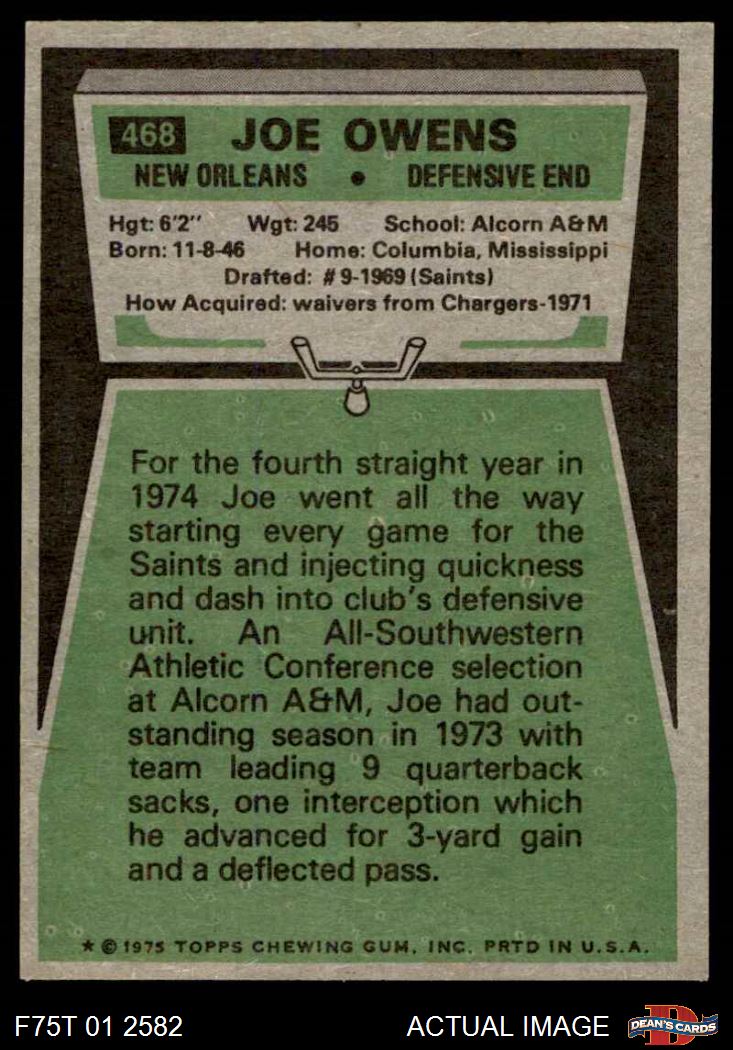 468 JOE OWENS
NEW ORLEANS • DEFENSIVE END
Hgt: 6'2" Wgt: 245 School: Alcorn A&M
Born: 11-8-46 Home: Columbia, Mississippi
Drafted: #9-1969 (Saints)
How Acquired: waivers from Chargers-1971
For the fourth straight year in
1974 Joe went all the way
starting every game for the
Saints and injecting quickness
and dash into club's defensive
unit. An All-Southwestern
Athletic Conference selection
at Alcorn A&M, Joe had out-
standing season in 1973 with
team leading 9 quarterback
sacks, one interception which
he advanced for 3-yard gain
and a deflected pass.
★ © 1975 TOPPS CHEWING GUM, INC. PRTD IN U.S.A.
F75T 01 2582 ACTUAL IMAGE D DEAN'S CARDS